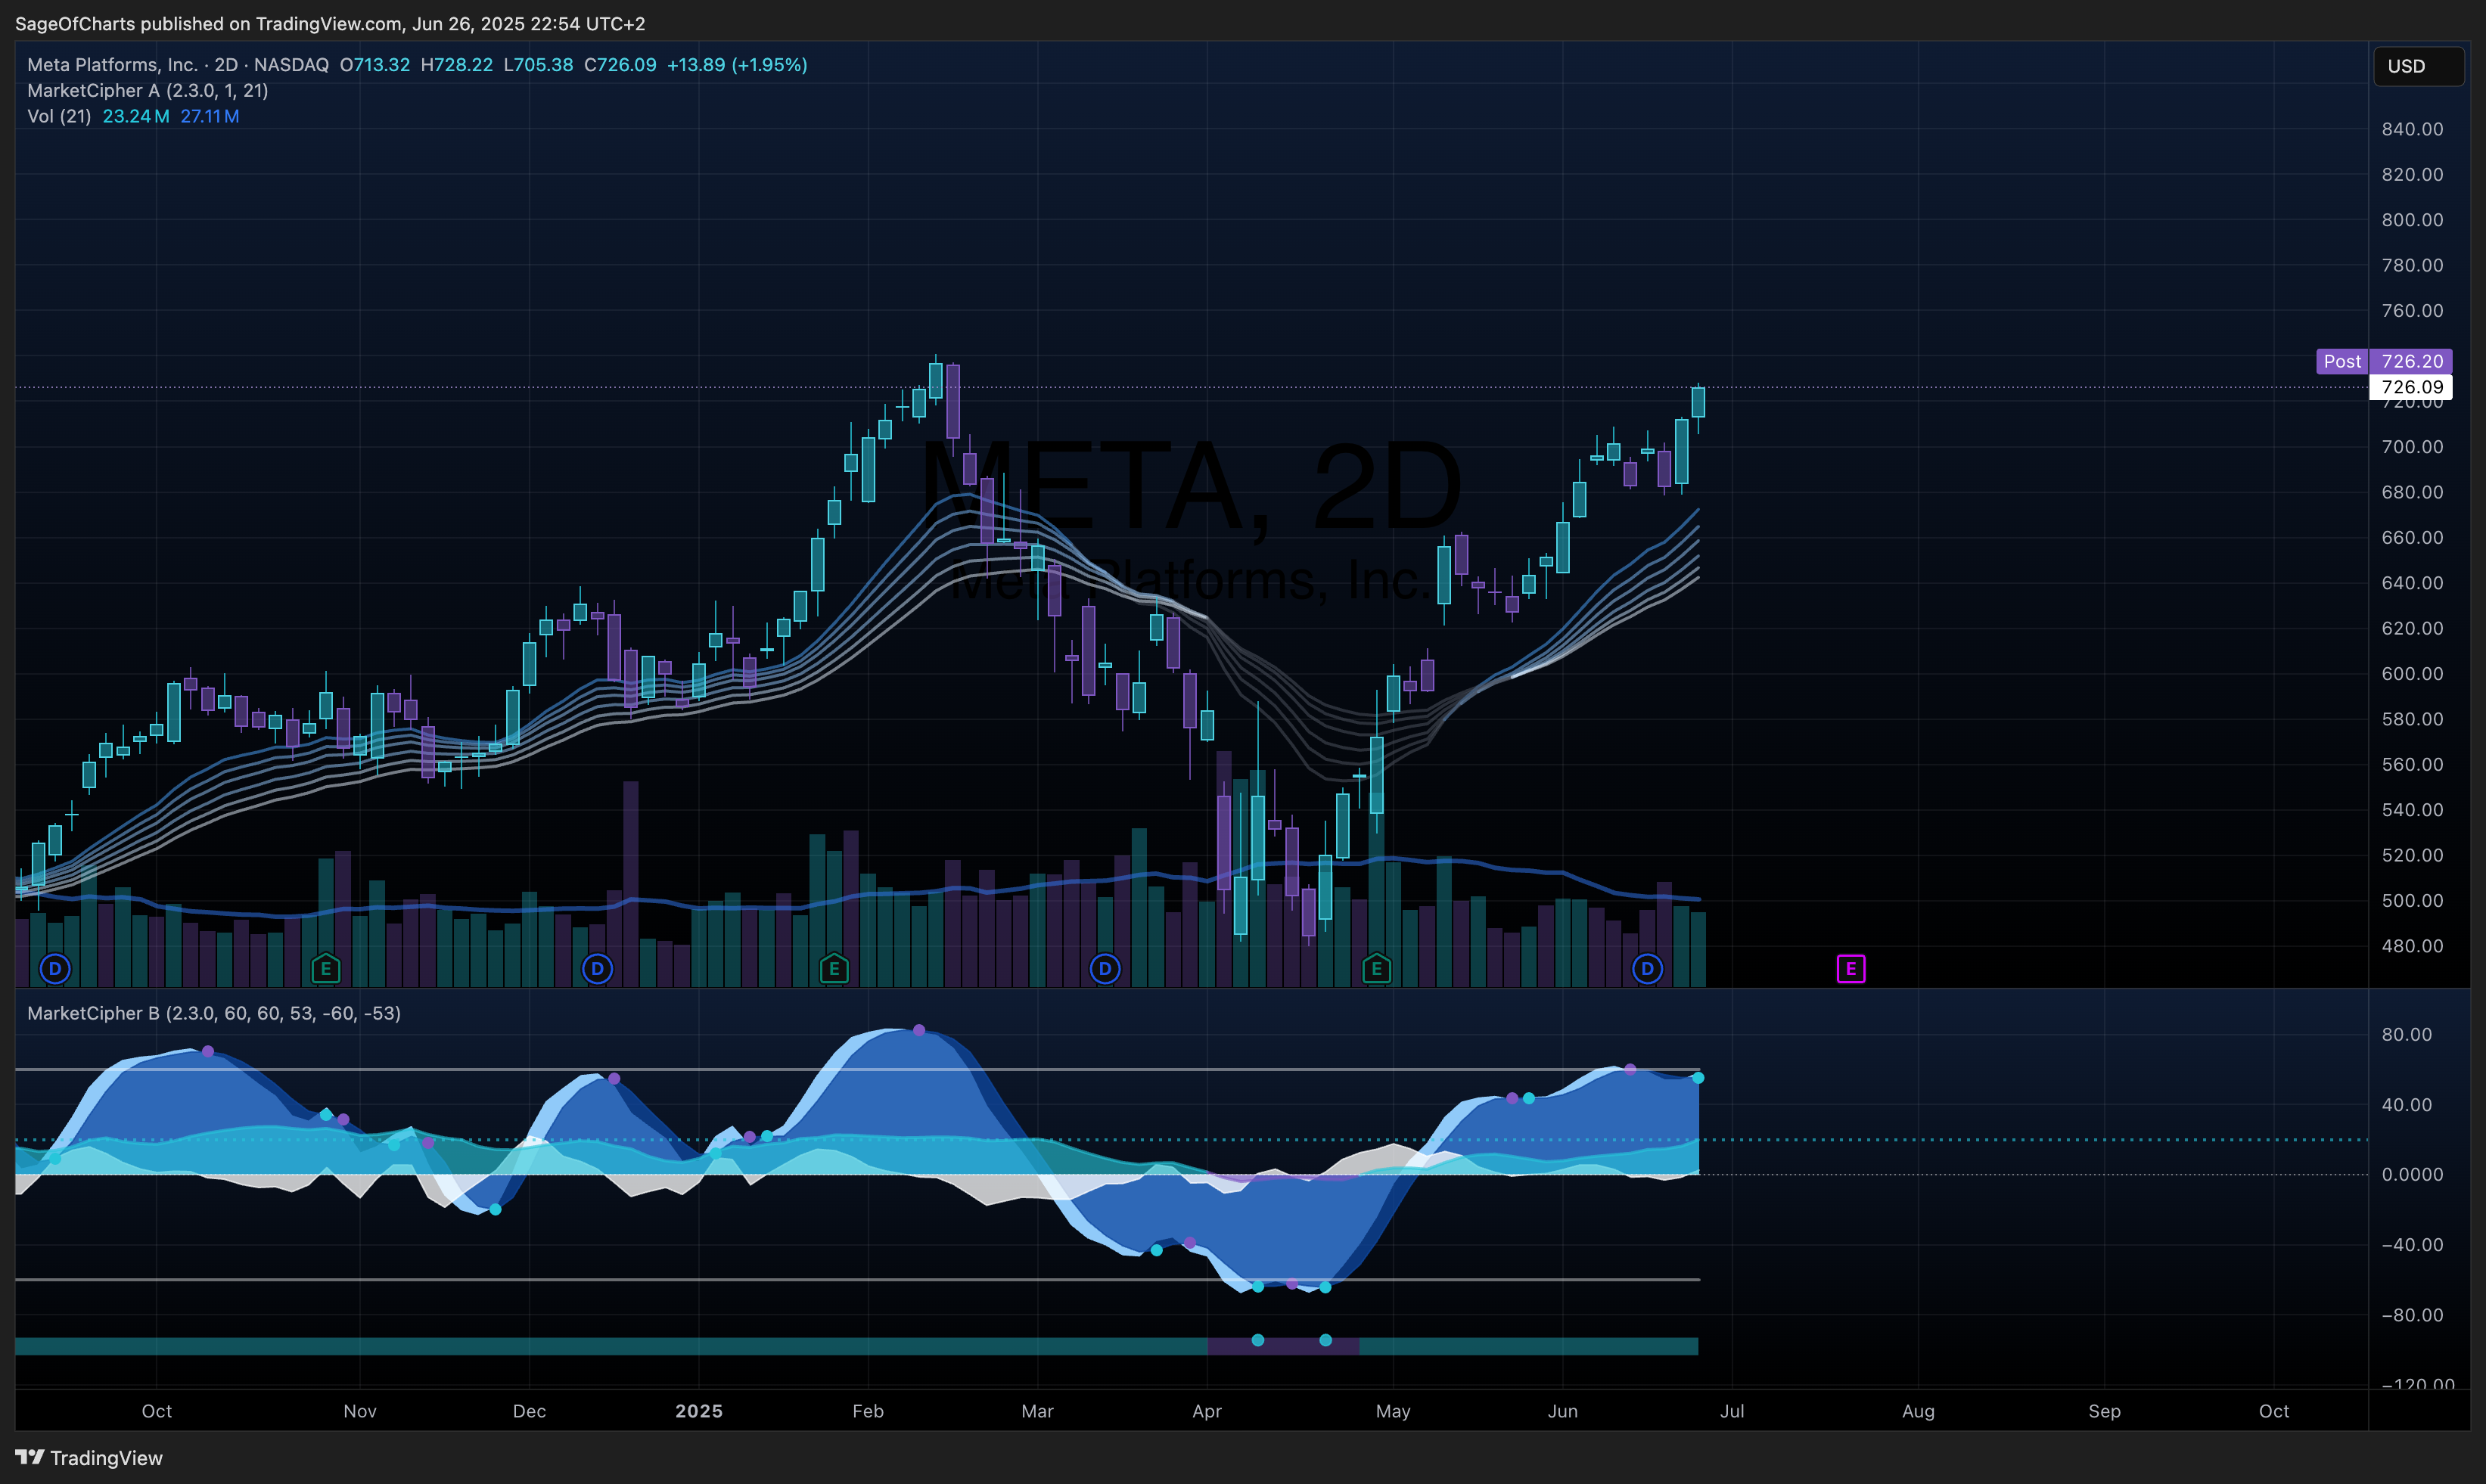 SageOfCharts published on TradingView.com, Jun 26, 2025 22:54 UTC+2
Meta Platforms, Inc. · 2D · NASDAQ O713.32 H728.22 L705.38 C726.09 +13.89 (+1.95%)
USD
MarketCipher A (2.3.0, 1, 21)
Vol (21) 23.24 M 27.11 M
840.00
820.00
800.00
780.00
760.00
Post 726.20
726.09
720.00
META, 2D
700.00
680.00
660.00
Meta Platforms, Inc.
640.00
620.00
600.00
580.00
560.00
540.00
520.00
500.00
480.00
D E D E D E D E
MarketCipher B (2.3.0, 60, 60, 53, -60, -53)
80.00
40.00
0.0000
−40.00
−80.00
−120.00
Oct Nov Dec 2025 Feb Mar Apr May Jun Jul Aug Sep Oct
TradingView